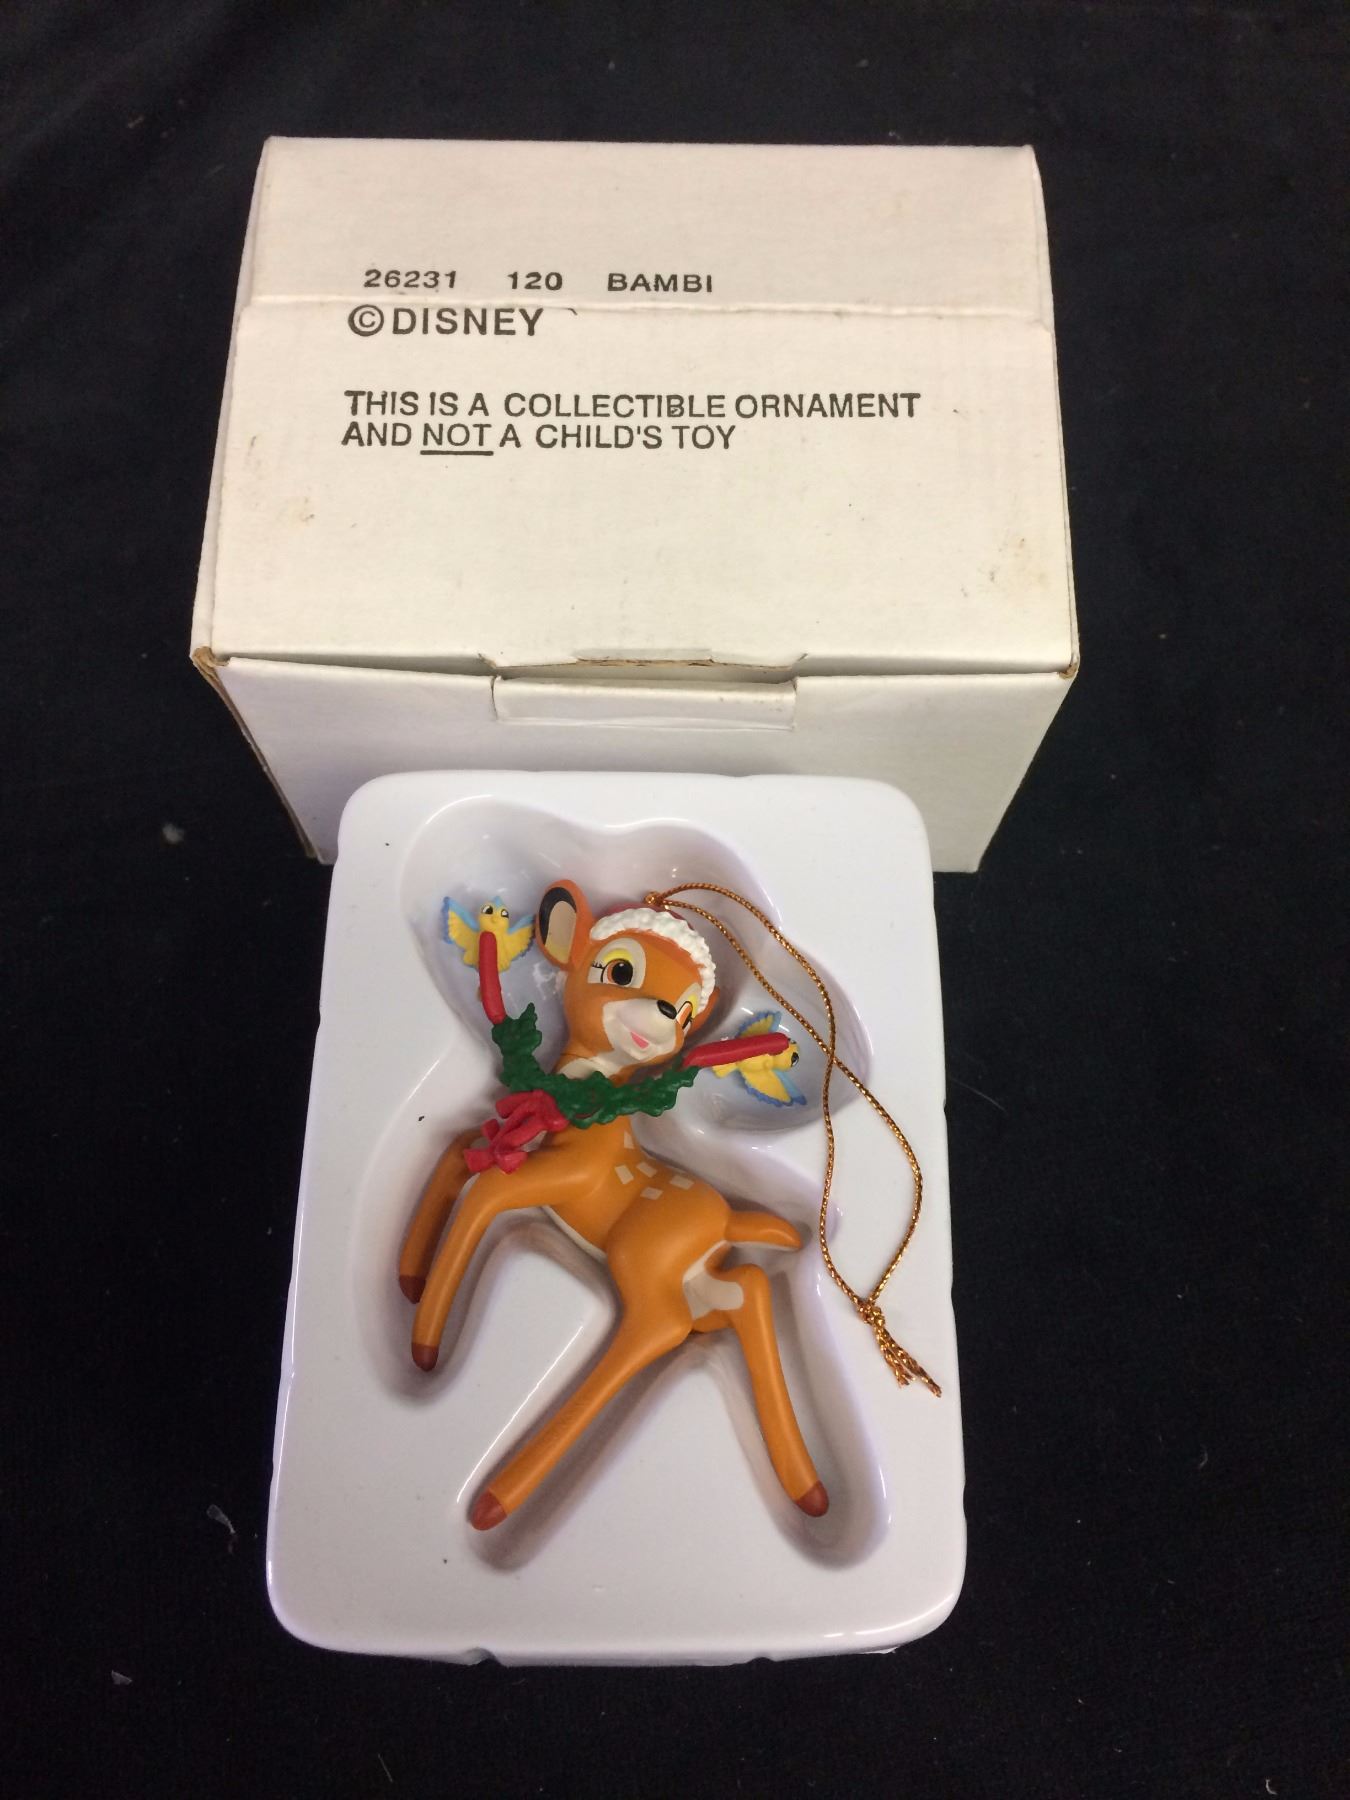 26231 120 BAMBI
©DISNEY
THIS IS A COLLECTIBLE ORNAMENT
AND NOT A CHILD'S TOY